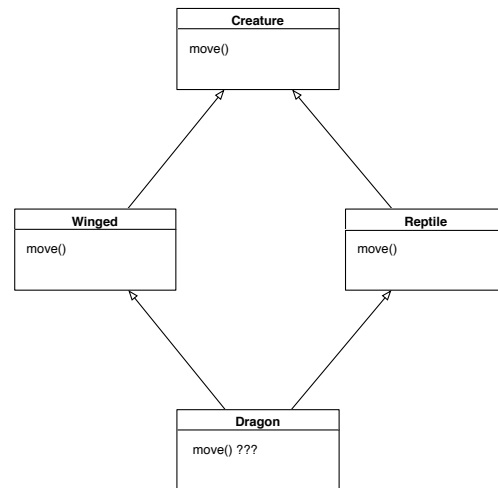 Creature
move()
Winged
move()
Reptile
move()
Dragon
move() ???